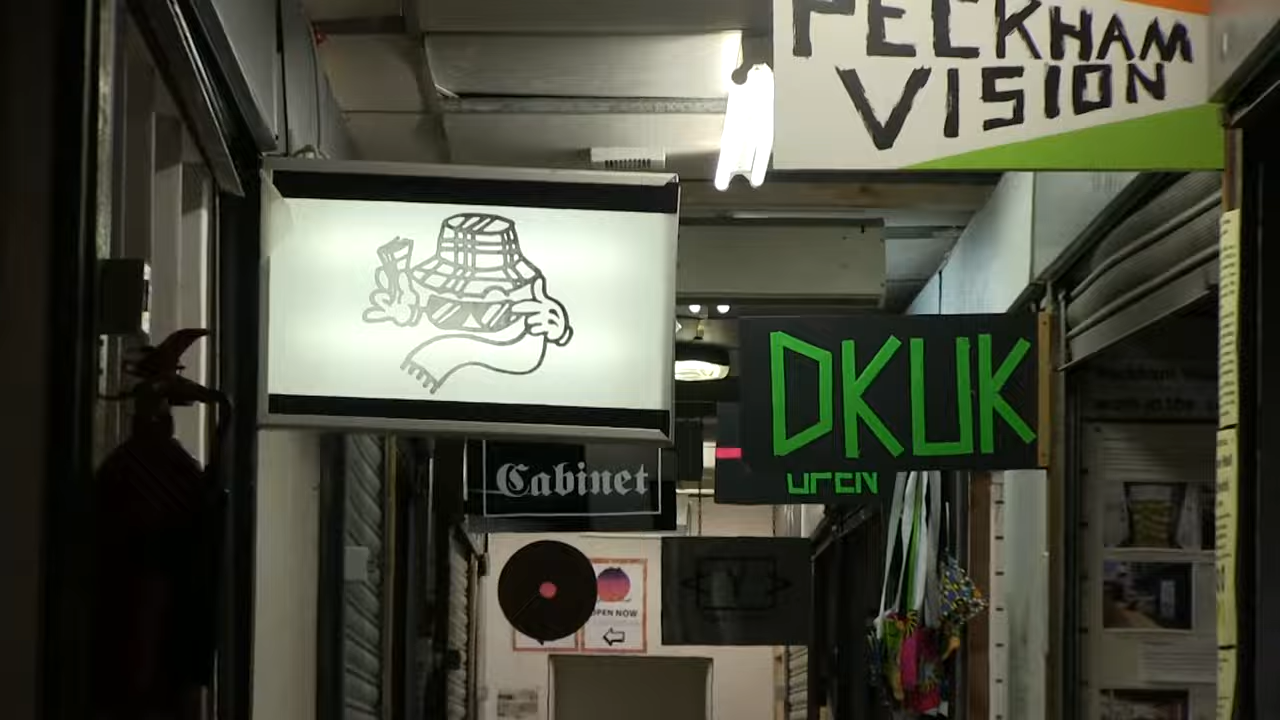 PECKHAM
VISION
DKUK
OPEN
Cabinet
OPEN NOW
Y